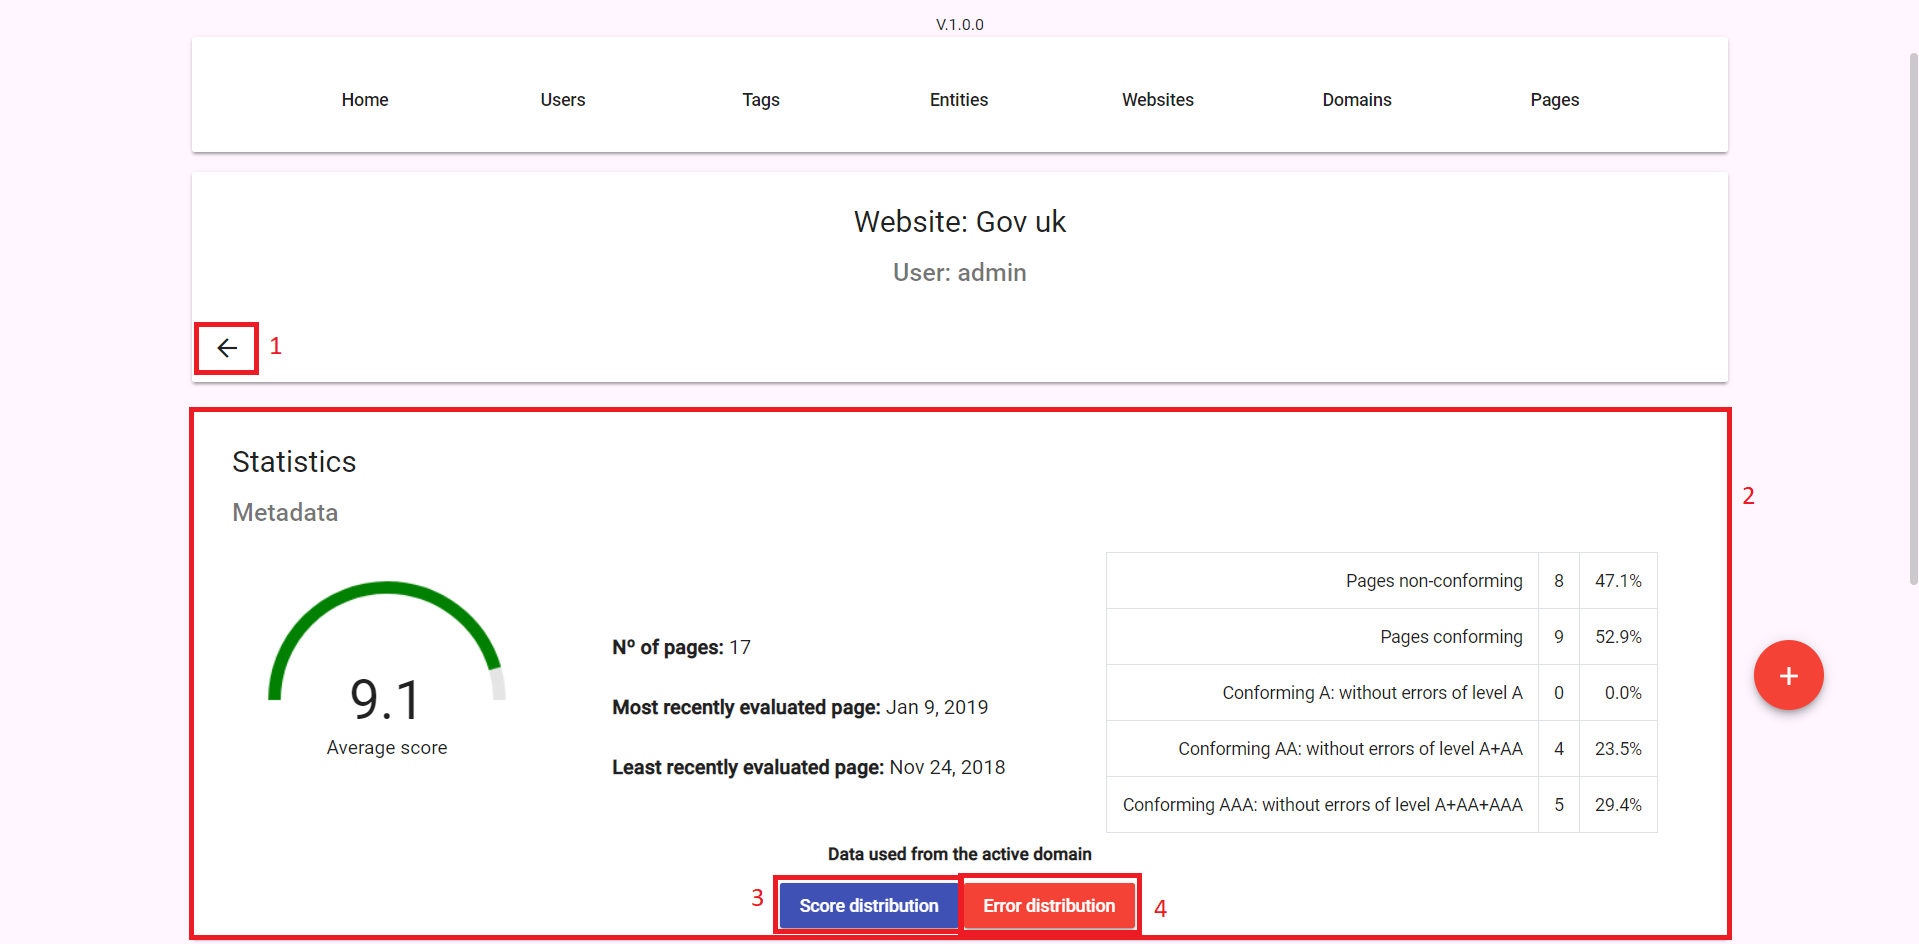 V.1.0.0
Home Users Tags Entities Websites Domains Pages
Website: Gov uk
User: admin
1
Statistics
2
Metadata
9.1
Average score
Nº of pages: 17
Most recently evaluated page: Jan 9, 2019
Least recently evaluated page: Nov 24, 2018
Pages non-conforming 8 47.1%
Pages conforming 9 52.9%
Conforming A: without errors of level A 0 0.0%
Conforming AA: without errors of level A+AA 4 23.5%
Conforming AAA: without errors of level A+AA+AAA 5 29.4%
+
Data used from the active domain
3 Score distribution Error distribution 4